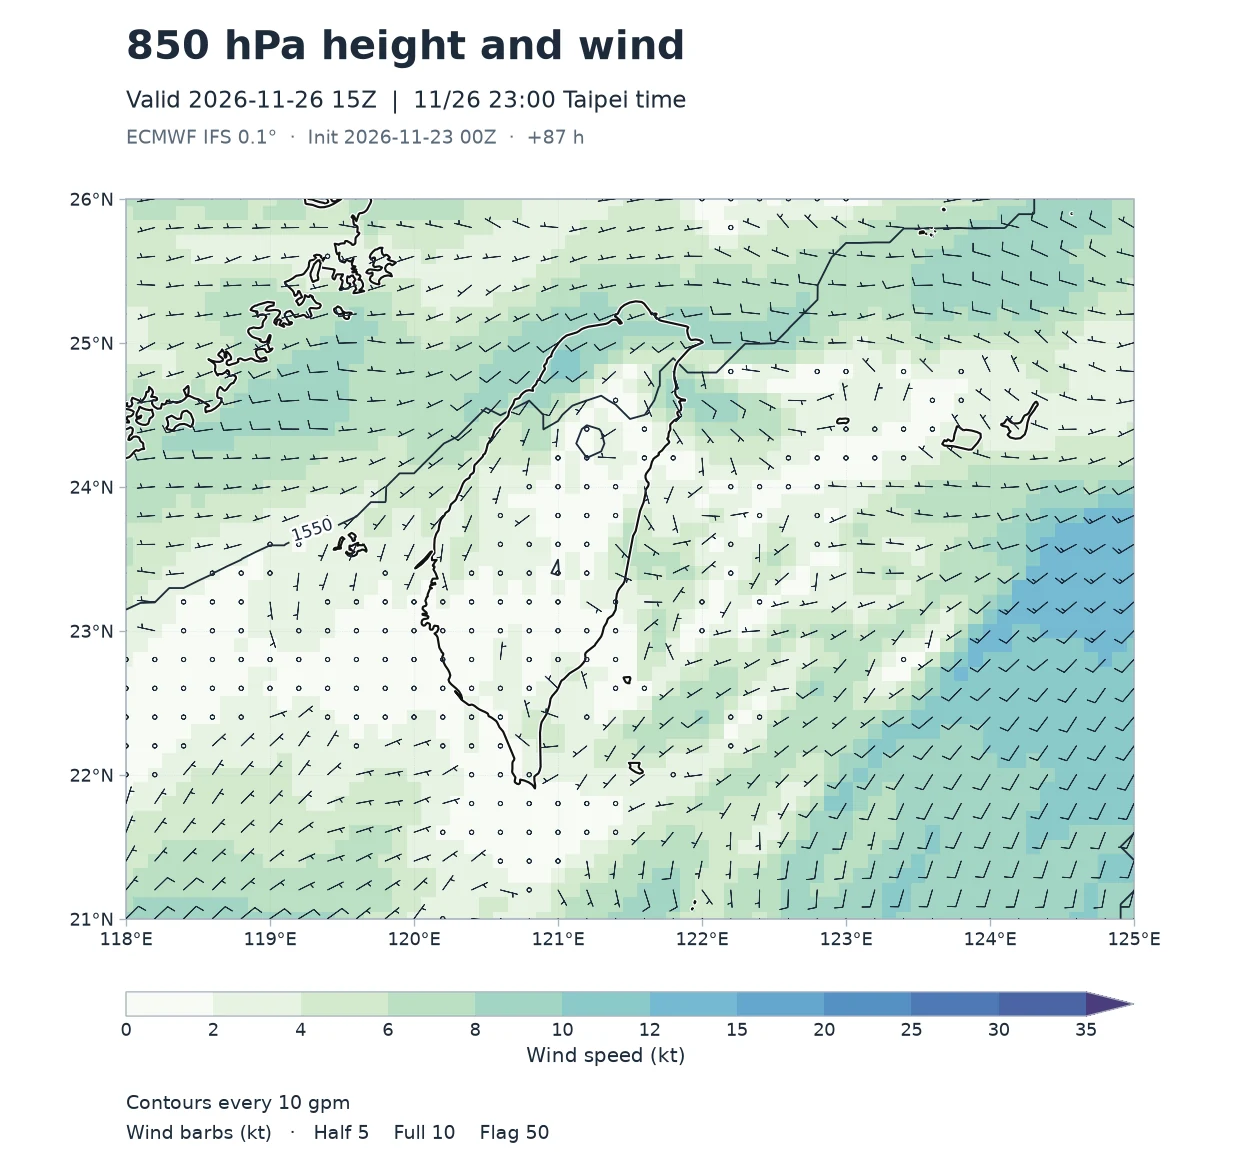 850 hPa height and wind
Valid 2026-11-26 15Z | 11/26 23:00 Taipei time
ECMWF IFS 0.1° · Init 2026-11-23 00Z · +87 h
26°N
25°N
24°N
1550
23°N
22°N
21°N
118°E 119°E 120°E 121°E 122°E 123°E 124°E 125°E
0 2 4 6 8 10 12 15 20 25 30 35
Wind speed (kt)
Contours every 10 gpm
Wind barbs (kt) · Half 5 Full 10 Flag 50